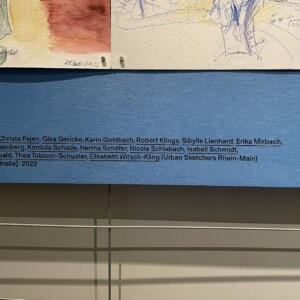 Christa Fajen, Gisa Gericke, Karin Goldbach, Robert Klings, Sibylle Lienhard, Erika Mirbach,
enberg, Kordula Schade, Hertha Schäfer, Nicole Schlabach, Isabell Schmidt,
ald, Thea Tobisch-Schuster, Elisabeth Wirsch-Kling (Urban Sketchers Rhein-Main)
traße] 2022